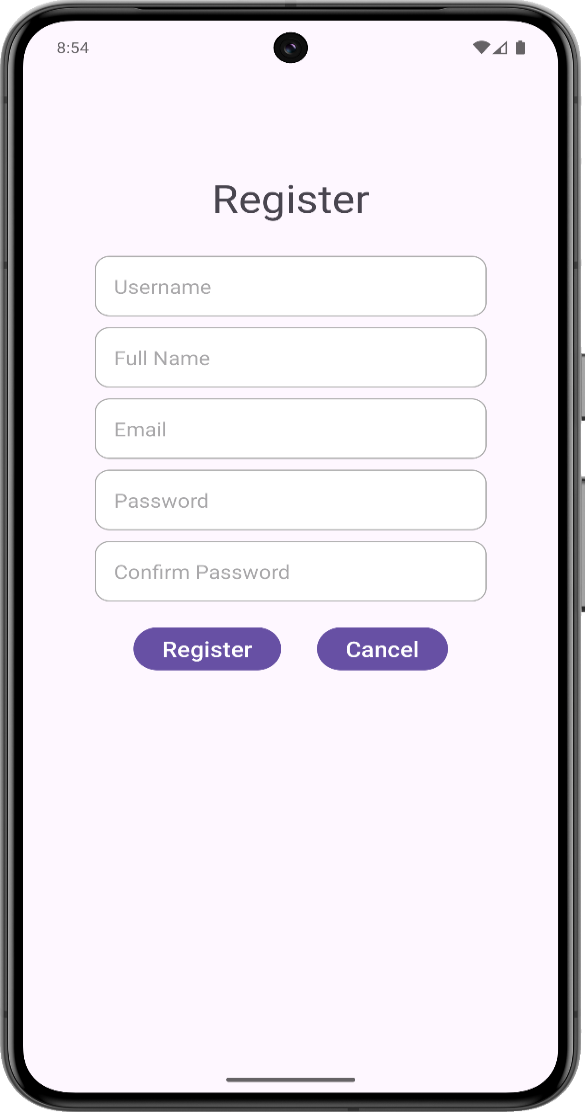 8:54
Register
Username
Full Name
Email
Password
Confirm Password
Register Cancel